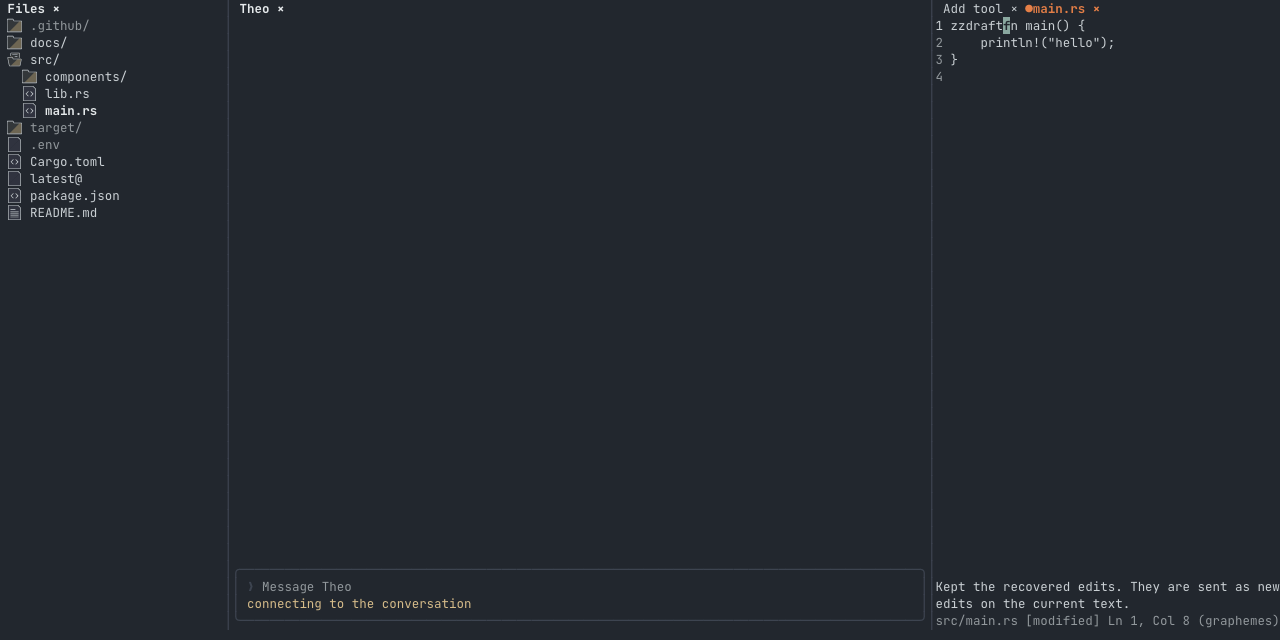 Files ×
.github/
docs/
src/
components/
lib.rs
main.rs
target/
.env
Cargo.toml
latest@
package.json
README.md
Theo ×
⟩ Message Theo
connecting to the conversation
Add tool × ●main.rs ×
1 zzdraftfn main() {
2     println!("hello");
3 }
4
Kept the recovered edits. They are sent as new
edits on the current text.
src/main.rs [modified] Ln 1, Col 8 (graphemes)